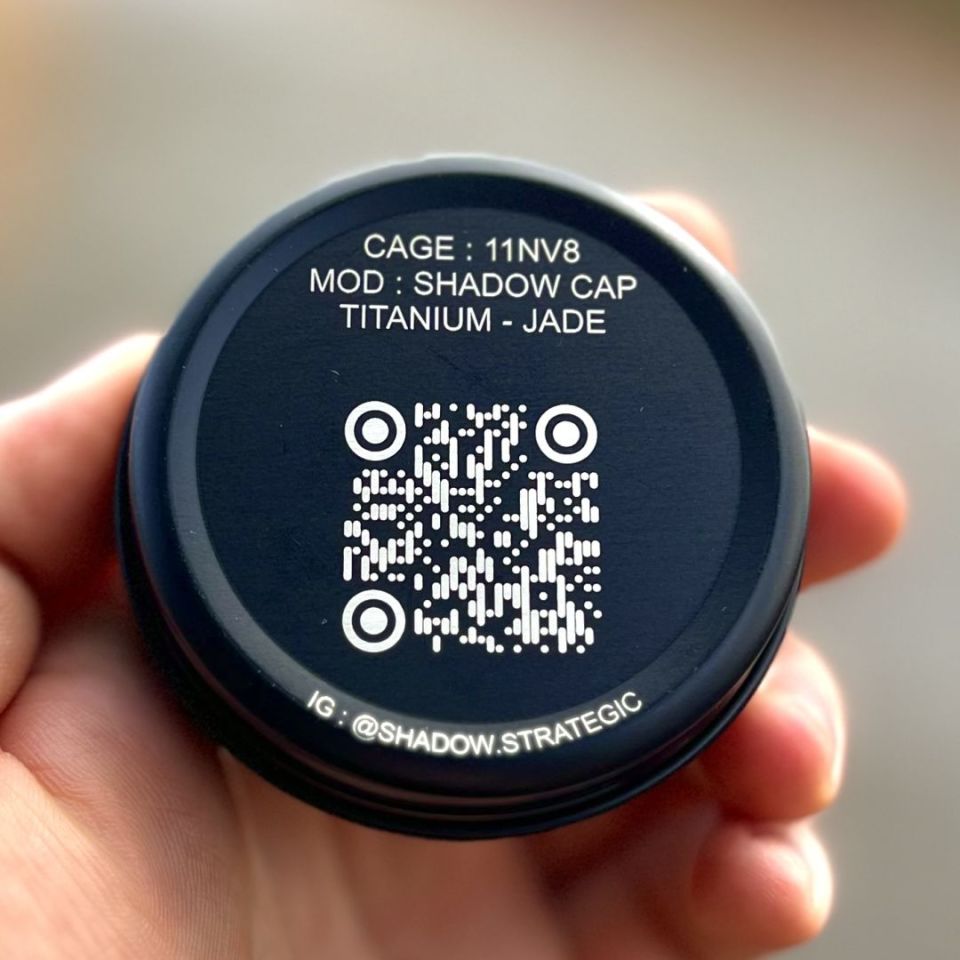 CAGE : 11NV8
MOD : SHADOW CAP
TITANIUM - JADE
IG : @SHADOW.STRATEGIC